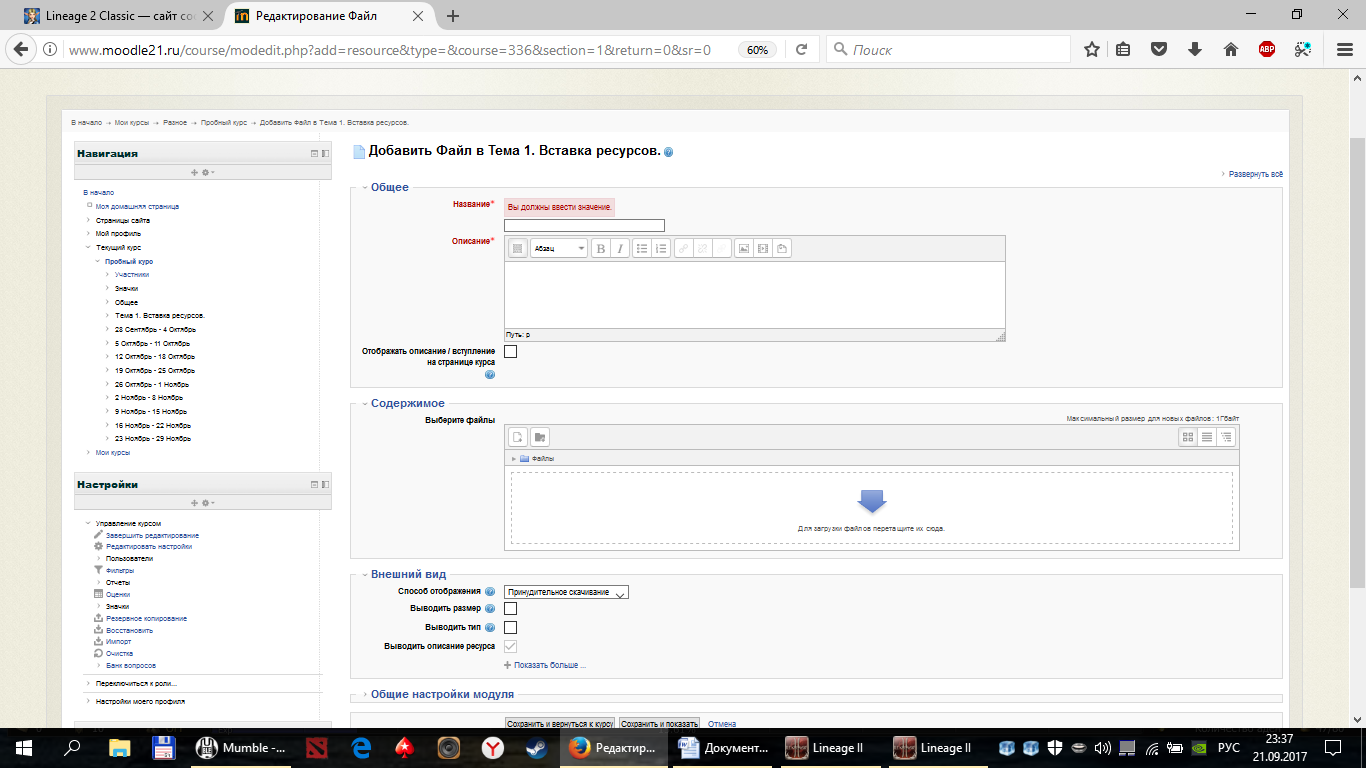 Lineage 2 Classic — сайт со
Редактирование Файл
www.moodle21.ru/course/modedit.php?add=resource&type=&course=336&section=1&return=0&sr=0
60%
Поиск
ABP
В начало → Мои курсы → Разное → Пробный курс → Добавить Файл в Тема 1. Вставка ресурсов.
Навигация
В начало
Моя домашняя страница
Страницы сайта
Мой профиль
Текущий курс
Пробный курс
Участники
Значки
Общее
Тема 1. Вставка ресурсов.
28 Сентябрь - 4 Октябрь
5 Октябрь - 11 Октябрь
12 Октябрь - 18 Октябрь
19 Октябрь - 25 Октябрь
26 Октябрь - 1 Ноябрь
2 Ноябрь - 8 Ноябрь
9 Ноябрь - 15 Ноябрь
16 Ноябрь - 22 Ноябрь
23 Ноябрь - 29 Ноябрь
Мои курсы
Настройки
Управление курсом
Завершить редактирование
Редактировать настройки
Пользователи
Фильтры
Отчеты
Оценки
Значки
Резервное копирование
Восстановить
Импорт
Очистка
Банк вопросов
Переключиться к роли...
Настройки моего профиля
Добавить Файл в Тема 1. Вставка ресурсов.
Развернуть всё
Общее
Название*
Вы должны ввести значение.
Описание*
Абзац
B I
Путь: p
Отображать описание / вступление
на странице курса
Содержимое
Выберите файлы
Максимальный размер для новых файлов: 1Гбайт
Файлы
Для загрузки файлов перетащите их сюда.
Внешний вид
Способ отображения
Принудительное скачивание
Выводить размер
Выводить тип
Выводить описание ресурса
Показать больше ...
Общие настройки модуля
Сохранить и вернуться к курсу
Сохранить и показать
Отмена
Mumble -...
Редактир...
Документ...
Lineage II
Lineage II
РУС
23:37
21.09.2017